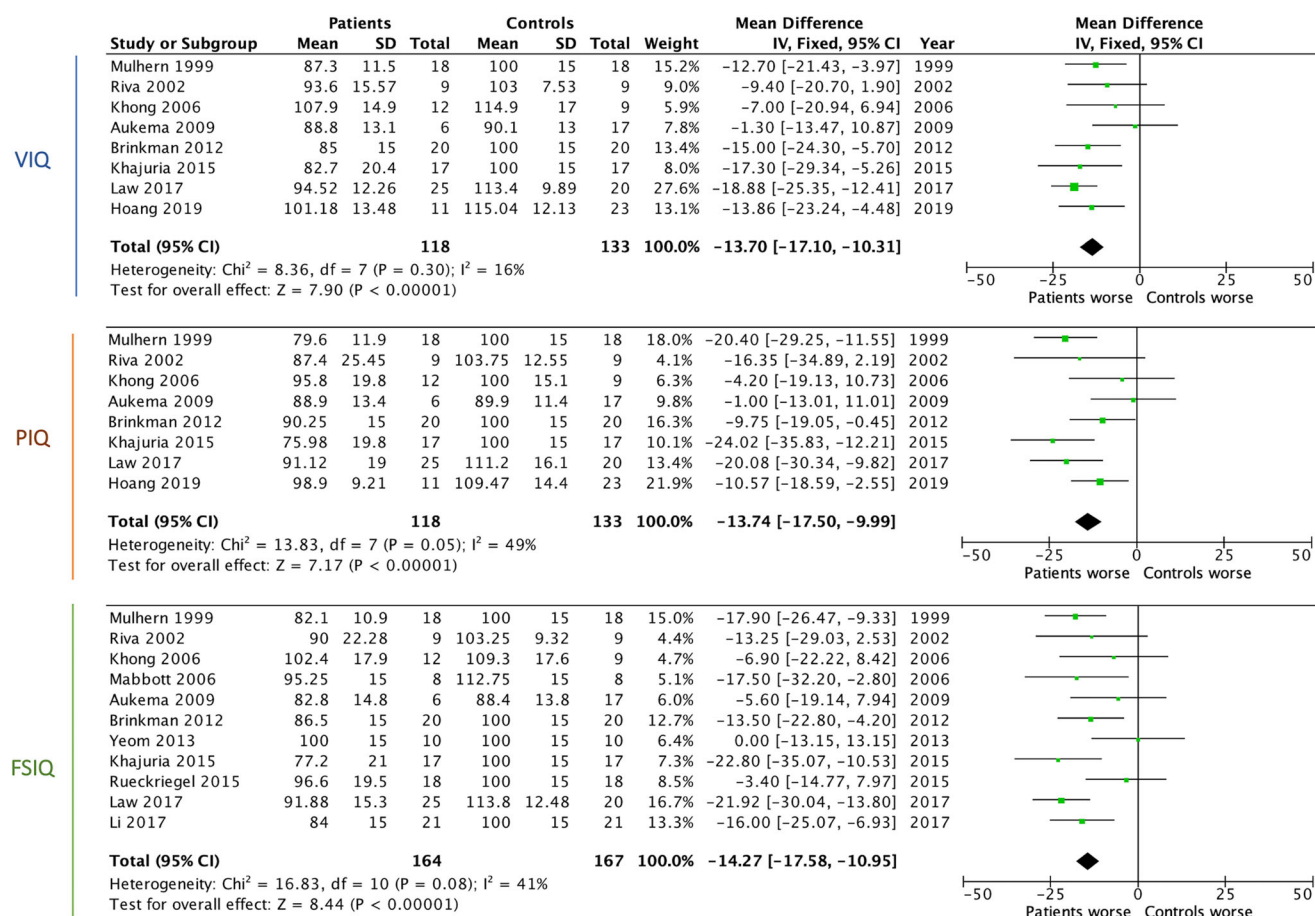 Patients Controls Mean Difference Mean Difference
Study or Subgroup Mean SD Total Mean SD Total Weight IV, Fixed, 95% CI Year IV, Fixed, 95% CI
VIQ
Mulhern 1999 87.3 11.5 18 100 15 18 15.2% −12.70 [−21.43, −3.97] 1999
Riva 2002 93.6 15.57 9 103 7.53 9 9.0% −9.40 [−20.70, 1.90] 2002
Khong 2006 107.9 14.9 12 114.9 17 9 5.9% −7.00 [−20.94, 6.94] 2006
Aukema 2009 88.8 13.1 6 90.1 13 17 7.8% −1.30 [−13.47, 10.87] 2009
Brinkman 2012 85 15 20 100 15 20 13.4% −15.00 [−24.30, −5.70] 2012
Khajuria 2015 82.7 20.4 17 100 15 17 8.0% −17.30 [−29.34, −5.26] 2015
Law 2017 94.52 12.26 25 113.4 9.89 20 27.6% −18.88 [−25.35, −12.41] 2017
Hoang 2019 101.18 13.48 11 115.04 12.13 23 13.1% −13.86 [−23.24, −4.48] 2019
Total (95% CI) 118 133 100.0% −13.70 [−17.10, −10.31]
Heterogeneity: Chi² = 8.36, df = 7 (P = 0.30); I² = 16%
Test for overall effect: Z = 7.90 (P < 0.00001)
−50 −25 0 25 50
Patients worse Controls worse
PIQ
Mulhern 1999 79.6 11.9 18 100 15 18 18.0% −20.40 [−29.25, −11.55] 1999
Riva 2002 87.4 25.45 9 103.75 12.55 9 4.1% −16.35 [−34.89, 2.19] 2002
Khong 2006 95.8 19.8 12 100 15.1 9 6.3% −4.20 [−19.13, 10.73] 2006
Aukema 2009 88.9 13.4 6 89.9 11.4 17 9.8% −1.00 [−13.01, 11.01] 2009
Brinkman 2012 90.25 15 20 100 15 20 16.3% −9.75 [−19.05, −0.45] 2012
Khajuria 2015 75.98 19.8 17 100 15 17 10.1% −24.02 [−35.83, −12.21] 2015
Law 2017 91.12 19 25 111.2 16.1 20 13.4% −20.08 [−30.34, −9.82] 2017
Hoang 2019 98.9 9.21 11 109.47 14.4 23 21.9% −10.57 [−18.59, −2.55] 2019
Total (95% CI) 118 133 100.0% −13.74 [−17.50, −9.99]
Heterogeneity: Chi² = 13.83, df = 7 (P = 0.05); I² = 49%
Test for overall effect: Z = 7.17 (P < 0.00001)
−50 −25 0 25 50
Patients worse Controls worse
FSIQ
Mulhern 1999 82.1 10.9 18 100 15 18 15.0% −17.90 [−26.47, −9.33] 1999
Riva 2002 90 22.28 9 103.25 9.32 9 4.4% −13.25 [−29.03, 2.53] 2002
Khong 2006 102.4 17.9 12 109.3 17.6 9 4.7% −6.90 [−22.22, 8.42] 2006
Mabbott 2006 95.25 15 8 112.75 15 8 5.1% −17.50 [−32.20, −2.80] 2006
Aukema 2009 82.8 14.8 6 88.4 13.8 17 6.0% −5.60 [−19.14, 7.94] 2009
Brinkman 2012 86.5 15 20 100 15 20 12.7% −13.50 [−22.80, −4.20] 2012
Yeom 2013 100 15 10 100 15 10 6.4% 0.00 [−13.15, 13.15] 2013
Khajuria 2015 77.2 21 17 100 15 17 7.3% −22.80 [−35.07, −10.53] 2015
Rueckriegel 2015 96.6 19.5 18 100 15 18 8.5% −3.40 [−14.77, 7.97] 2015
Law 2017 91.88 15.3 25 113.8 12.48 20 16.7% −21.92 [−30.04, −13.80] 2017
Li 2017 84 15 21 100 15 21 13.3% −16.00 [−25.07, −6.93] 2017
Total (95% CI) 164 167 100.0% −14.27 [−17.58, −10.95]
Heterogeneity: Chi² = 16.83, df = 10 (P = 0.08); I² = 41%
Test for overall effect: Z = 8.44 (P < 0.00001)
−50 −25 0 25 50
Patients worse Controls worse